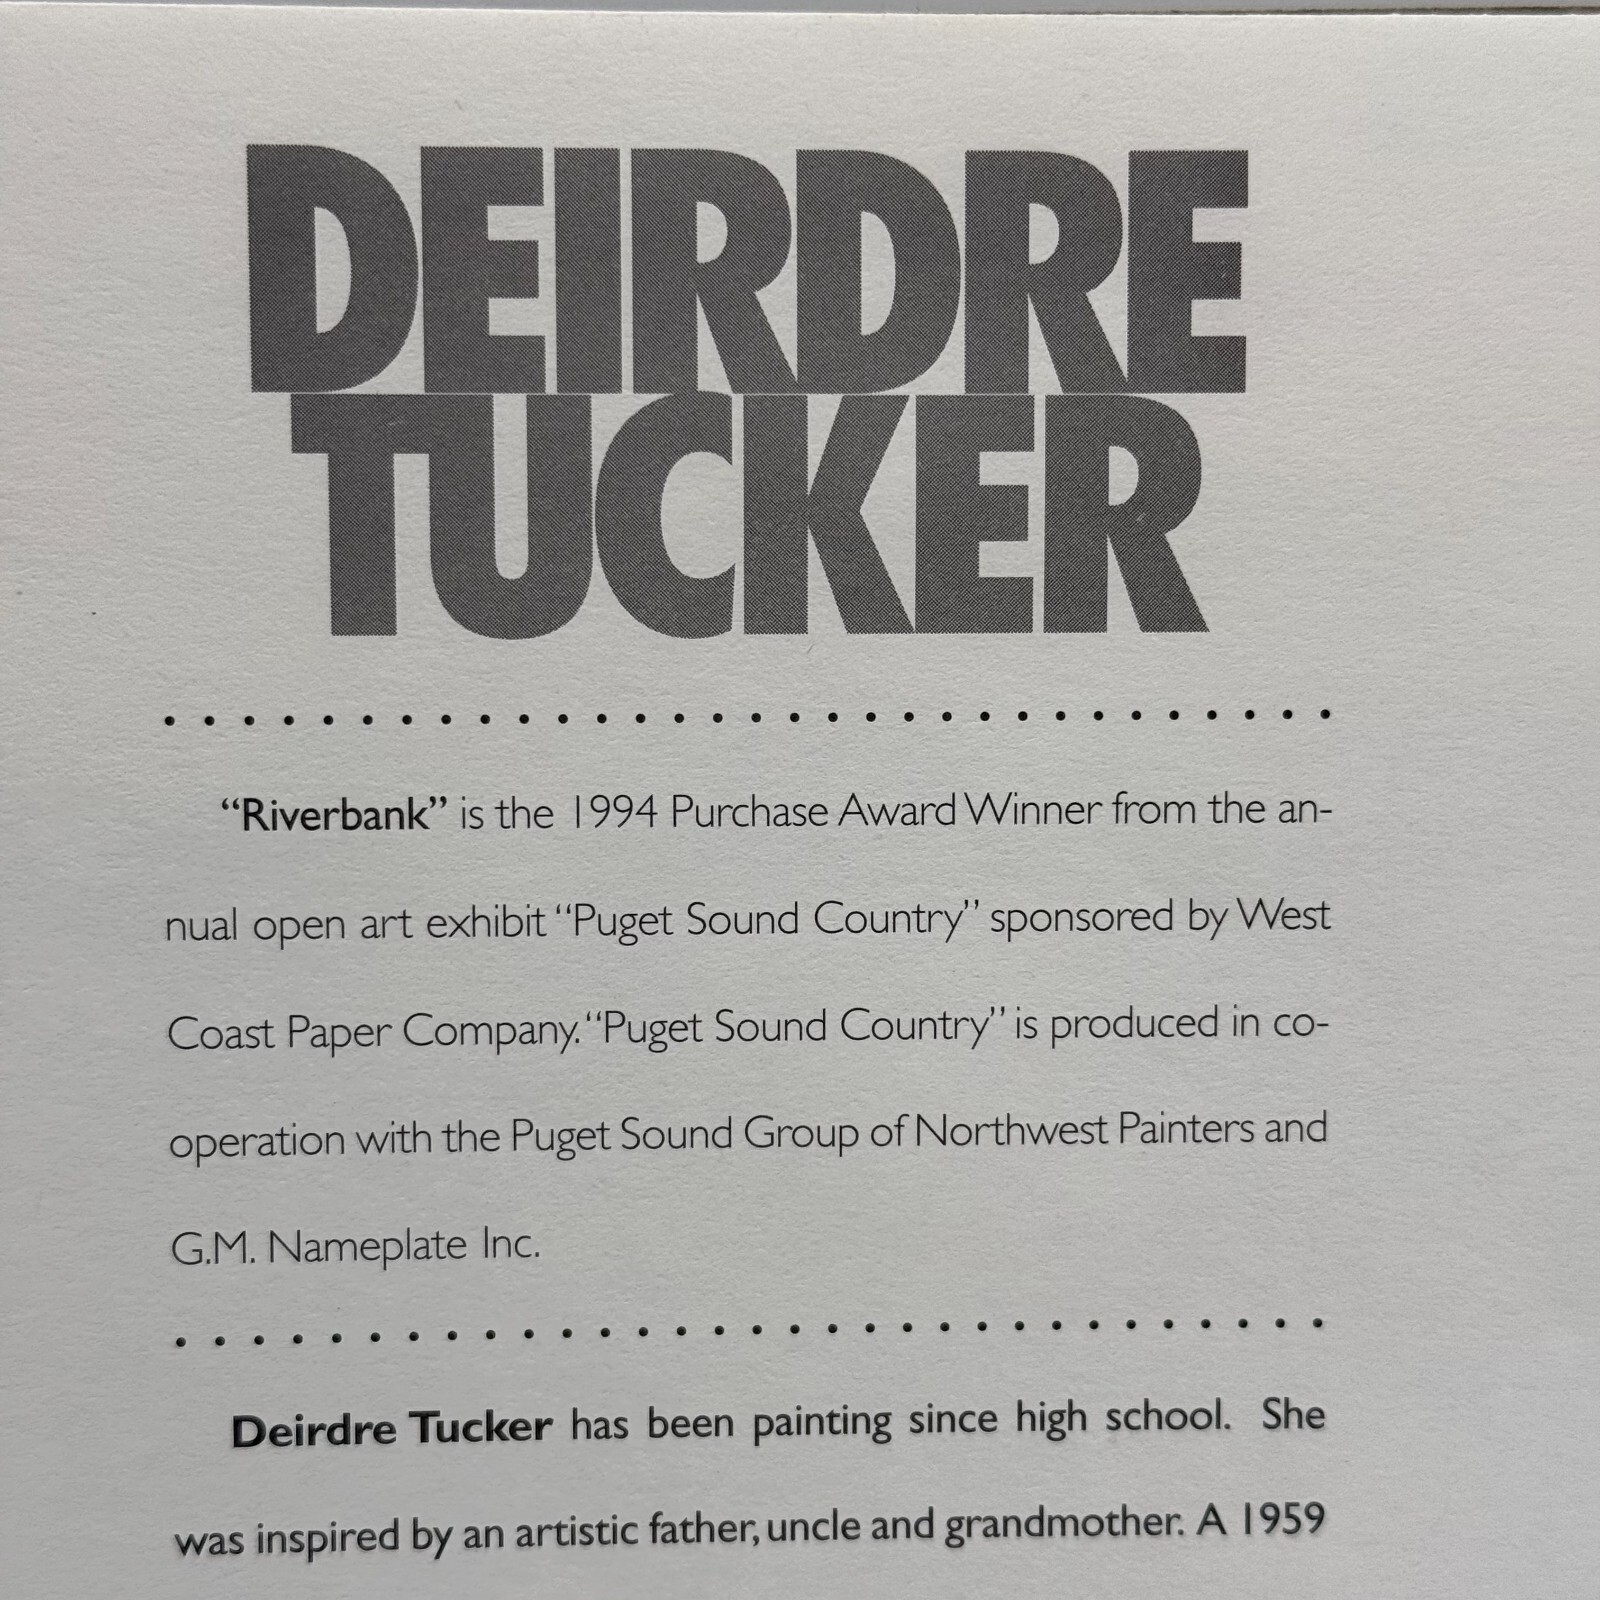 DEIRDRE
TUCKER
“Riverbank” is the 1994 Purchase Award Winner from the an-
nual open art exhibit “Puget Sound Country” sponsored by West
Coast Paper Company. “Puget Sound Country” is produced in co-
operation with the Puget Sound Group of Northwest Painters and
G.M. Nameplate Inc.
Deirdre Tucker has been painting since high school. She
was inspired by an artistic father, uncle and grandmother. A 1959